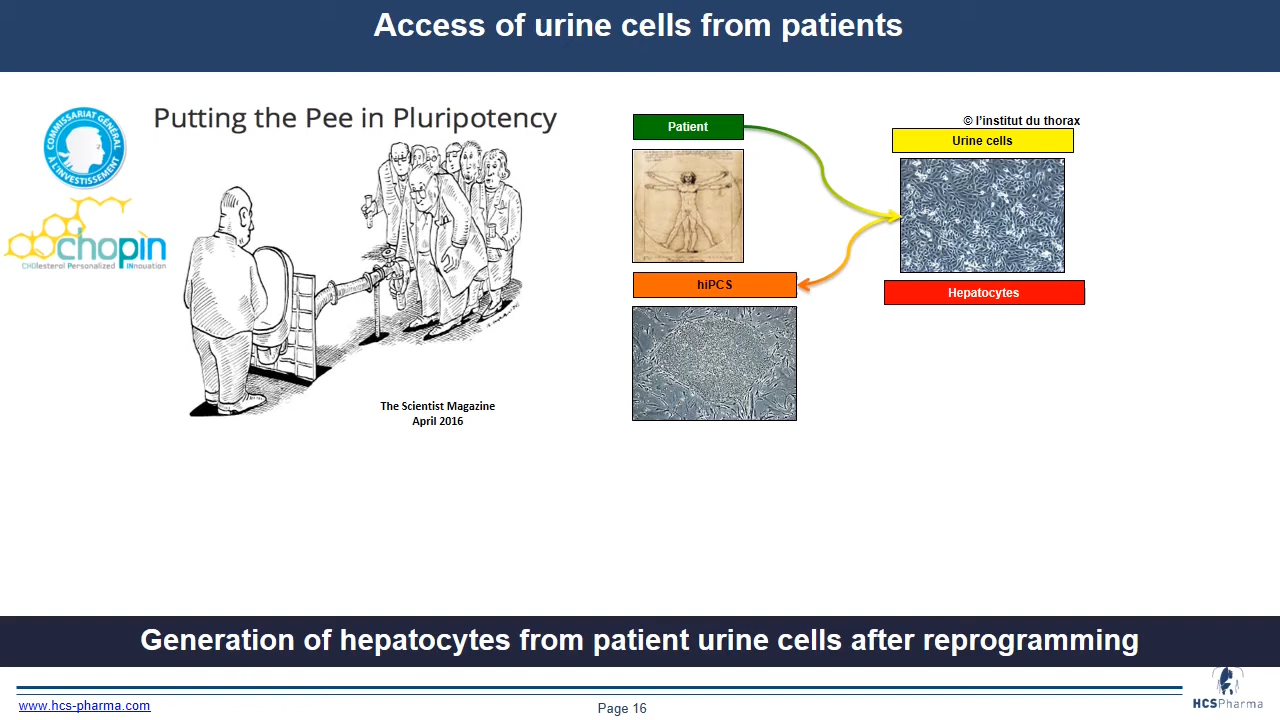 Access of urine cells from patients
COMMISSARIAT GÉNÉRAL
À L'INVESTISSEMENT
chopin
CHOlesterol Personalized INnovation
Putting the Pee in Pluripotency
The Scientist Magazine
April 2016
Patient
© l'institut du thorax
Urine cells
hiPCS
Hepatocytes
Generation of hepatocytes from patient urine cells after reprogramming
www.hcs-pharma.com
Page 16
HCSPharma